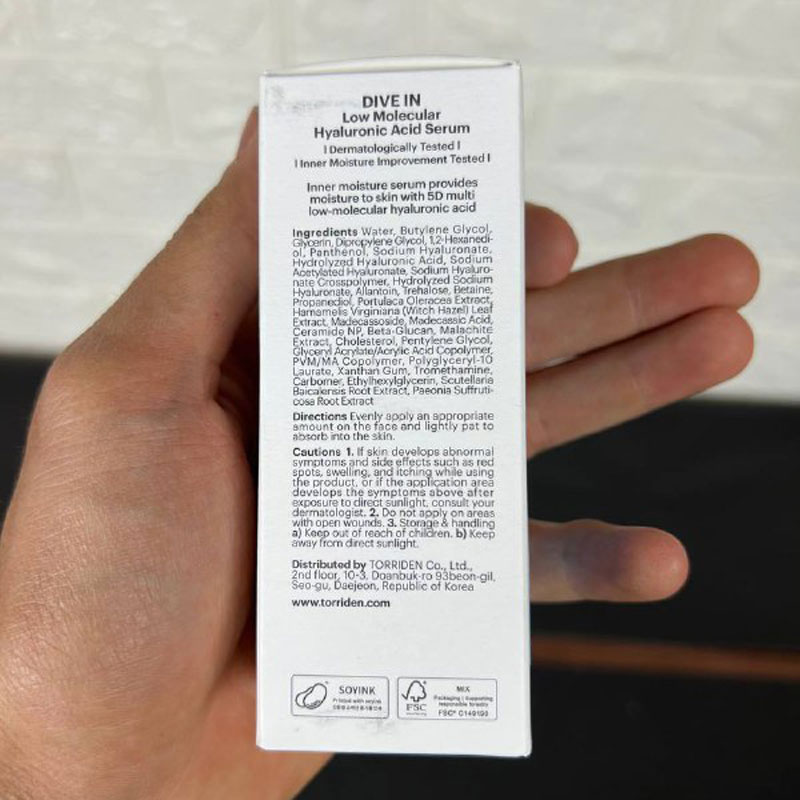 DIVE IN
Low Molecular
Hyaluronic Acid Serum
I Dermatologically Tested I
I Inner Moisture Improvement Tested I
Inner moisture serum provides
moisture to skin with 5D multi
low-molecular hyaluronic acid
Ingredients Water, Butylene Glycol,
Glycerin, Dipropylene Glycol, 1,2-Hexanedi-
ol, Panthenol, Sodium Hyaluronate,
Hydrolyzed Hyaluronic Acid, Sodium
Acetylated Hyaluronate, Sodium Hyaluro-
nate Crosspolymer, Hydrolyzed Sodium
Hyaluronate, Allantoin, Trehalose, Betaine,
Propanediol, Portulaca Oleracea Extract,
Hamamelis Virginiana (Witch Hazel) Leaf
Extract, Madecassoside, Madecassic Acid,
Ceramide NP, Beta-Glucan, Malachite
Extract, Cholesterol, Pentylene Glycol,
Glyceryl Acrylate/Acrylic Acid Copolymer,
PVM/MA Copolymer, Polyglyceryl-10
Laurate, Xanthan Gum, Tromethamine,
Carbomer, Ethylhexylglycerin, Scutellaria
Baicalensis Root Extract, Paeonia Suffruti-
cosa Root Extract
Directions Evenly apply an appropriate
amount on the face and lightly pat to
absorb into the skin.
Cautions 1. If skin develops abnormal
symptoms and side effects such as red
spots, swelling, and itching while using
the product, or if the application area
develops the symptoms above after
exposure to direct sunlight, consult your
dermatologist. 2. Do not apply on areas
with open wounds. 3. Storage & handling
a) Keep out of reach of children. b) Keep
away from direct sunlight.
Distributed by TORRIDEN Co., Ltd.,
2nd floor, 10-3, Doanbuk-ro 93beon-gil,
Seo-gu, Daejeon, Republic of Korea
www.torriden.com
SOYINK
Printed with soyink
FSC
MIX
Packaging | Supporting
responsible forestry
FSC® C149196